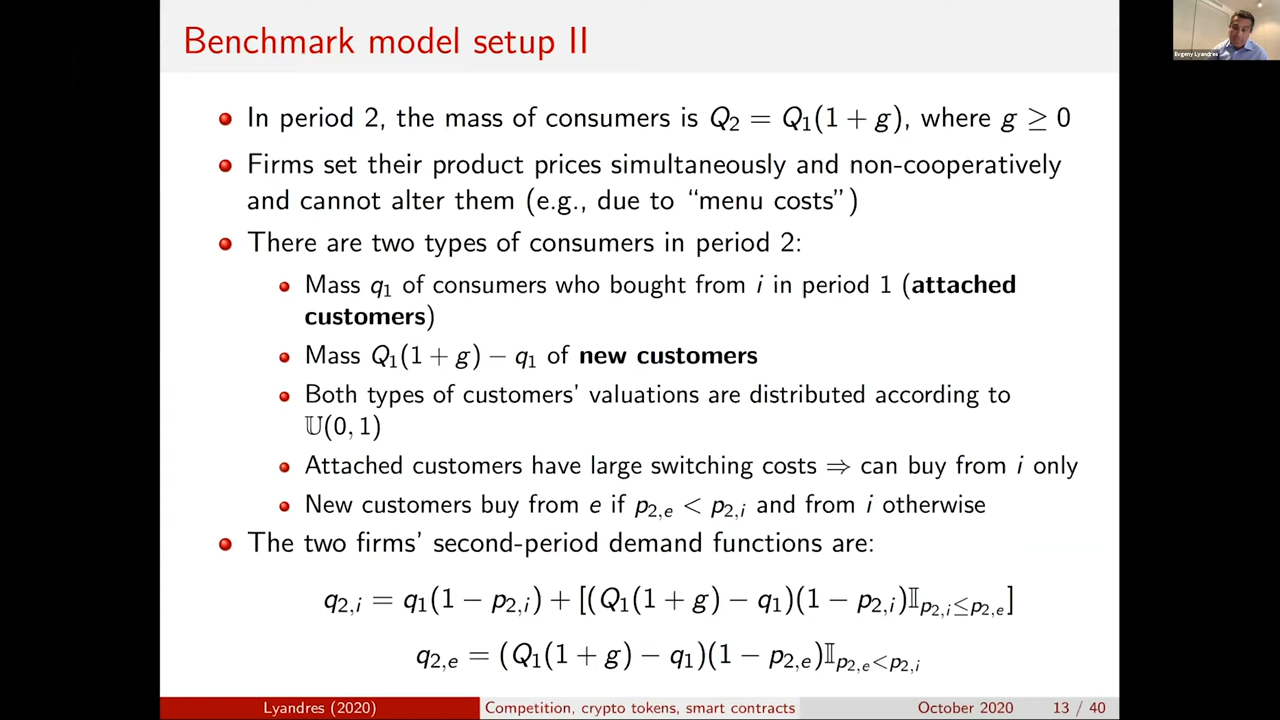 Benchmark model setup II
Evgeny Lyandres
In period 2, the mass of consumers is Q₂ = Q₁(1 + g), where g ≥ 0
Firms set their product prices simultaneously and non-cooperatively
and cannot alter them (e.g., due to “menu costs”)
There are two types of consumers in period 2:
Mass q₁ of consumers who bought from i in period 1 (attached
customers)
Mass Q₁(1 + g) − q₁ of new customers
Both types of customers’ valuations are distributed according to
𝕌(0, 1)
Attached customers have large switching costs ⇒ can buy from i only
New customers buy from e if p₂,ₑ < p₂,ᵢ and from i otherwise
The two firms’ second-period demand functions are:
q₂,ᵢ = q₁(1 − p₂,ᵢ) + [(Q₁(1 + g) − q₁)(1 − p₂,ᵢ)𝕀_{p₂,ᵢ≤p₂,ₑ}]
q₂,ₑ = (Q₁(1 + g) − q₁)(1 − p₂,ₑ)𝕀_{p₂,ₑ<p₂,ᵢ}
Lyandres (2020) Competition, crypto tokens, smart contracts October 2020 13 / 40